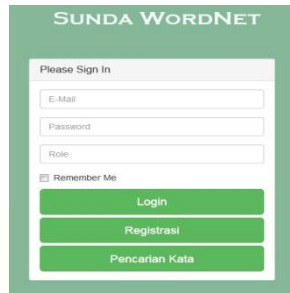 SUNDA WORDNET
Please Sign In
E-Mail
Password
Role
Remember Me
Login
Registrasi
Pencarian Kata